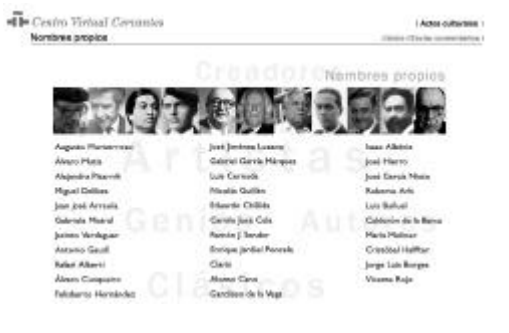 Centro Virtual Cervantes
| Actos culturales |
Nombres propios
Creadores
Nombres propios
Artistas
Genios Autores
Clásicos
Augusto Monterroso
Álvaro Mutis
Alejandra Pizarnik
Miguel Delibes
Juan José Arreola
Gabriela Mistral
Jacinto Verdaguer
Antonio Gaudí
Rafael Alberti
Álvaro Cunqueiro
Felisberto Hernández
José Jiménez Lozano
Gabriel García Márquez
Luis Cernuda
Nicolás Guillén
Eduardo Chillida
Camilo José Cela
Ramón J. Sender
Enrique Jardiel Poncela
Clarín
Alonso Cano
Garcilaso de la Vega
Isaac Albéniz
José Hierro
José García Nieto
Roberto Arlt
Luis Buñuel
Calderón de la Barca
María Moliner
Cristóbal Halffter
Jorge Luis Borges
Vicente Rojo